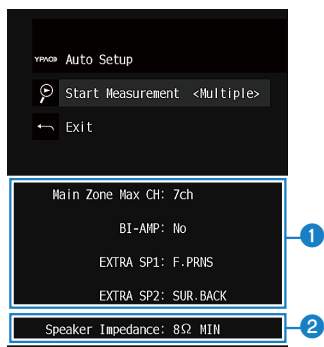 YPAO Auto Setup
Start Measurement <Multiple>
Exit
Main Zone Max CH: 7ch
BI-AMP: No
EXTRA SP1: F.PRNS
EXTRA SP2: SUR.BACK
1
Speaker Impedance: 8Ω MIN
2